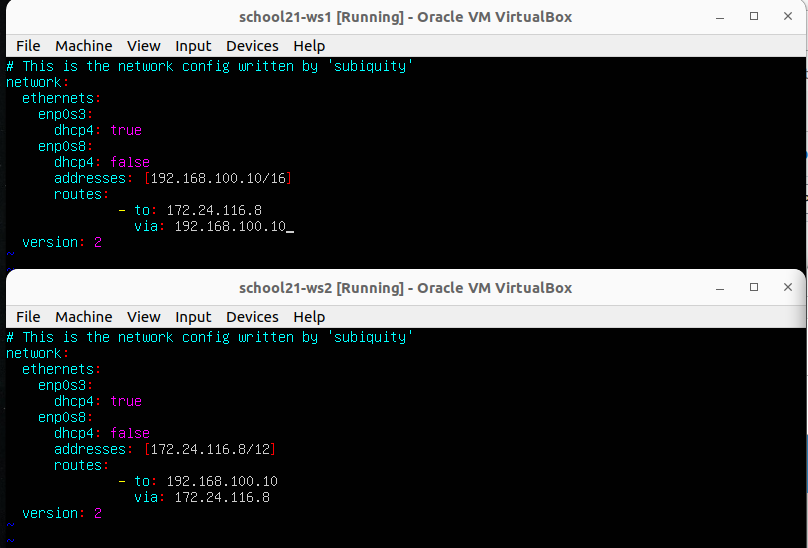 school21-ws1 [Running] - Oracle VM VirtualBox
File Machine View Input Devices Help
# This is the network config written by 'subiquity'
network:
  ethernets:
    enp0s3:
      dhcp4: true
    enp0s8:
      dhcp4: false
      addresses: [192.168.100.10/16]
      routes:
              - to: 172.24.116.8
                via: 192.168.100.10_
  version: 2
~
school21-ws2 [Running] - Oracle VM VirtualBox
File Machine View Input Devices Help
# This is the network config written by 'subiquity'
network:
  ethernets:
    enp0s3:
      dhcp4: true
    enp0s8:
      dhcp4: false
      addresses: [172.24.116.8/12]
      routes:
              - to: 192.168.100.10
                via: 172.24.116.8
  version: 2
~
~